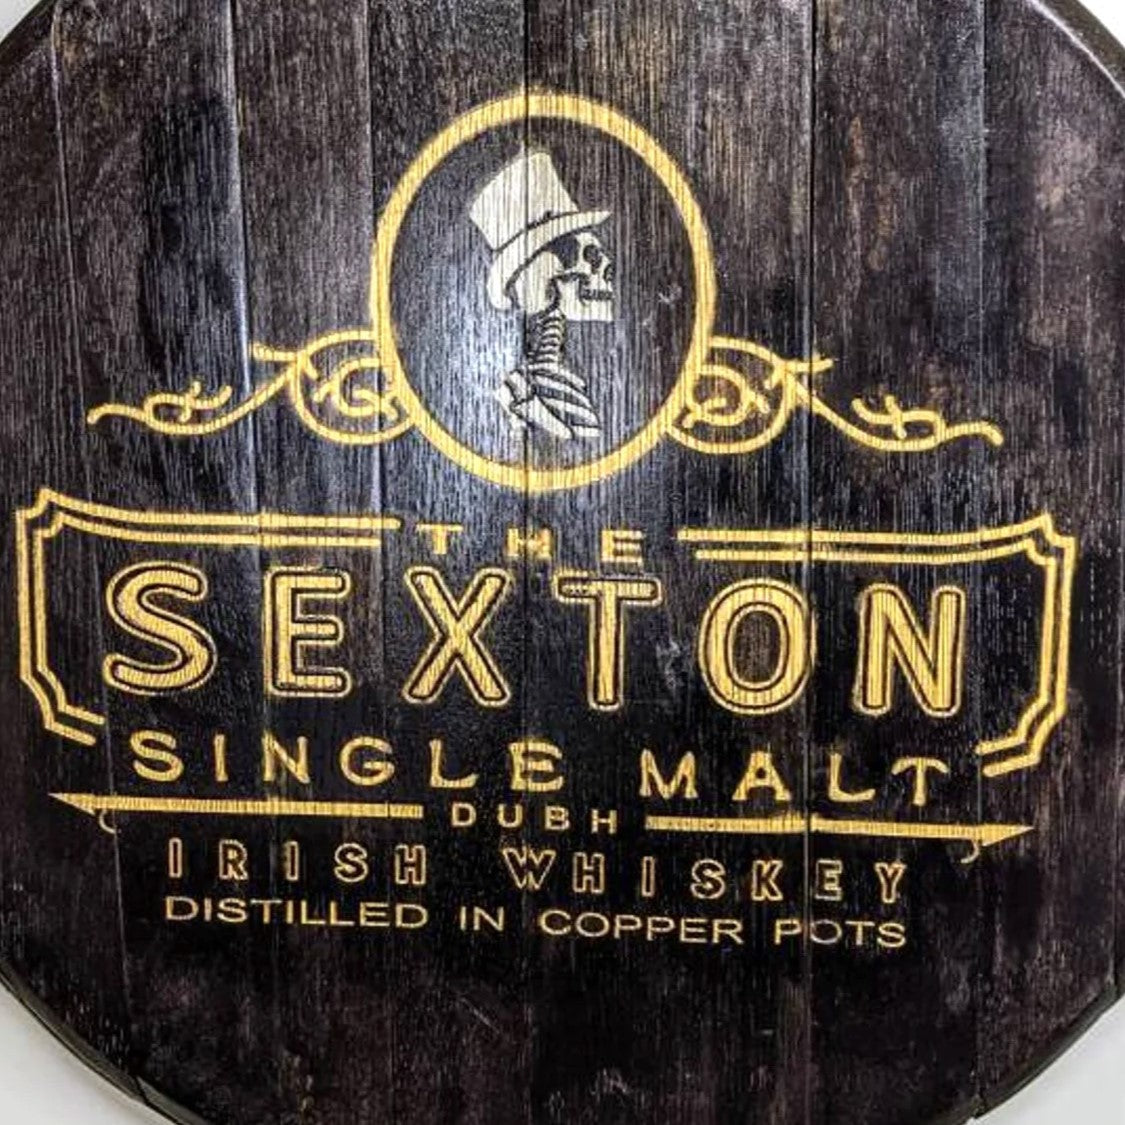 THE
SEXTON
SINGLE MALT
DUBH
IRISH WHISKEY
DISTILLED IN COPPER POTS